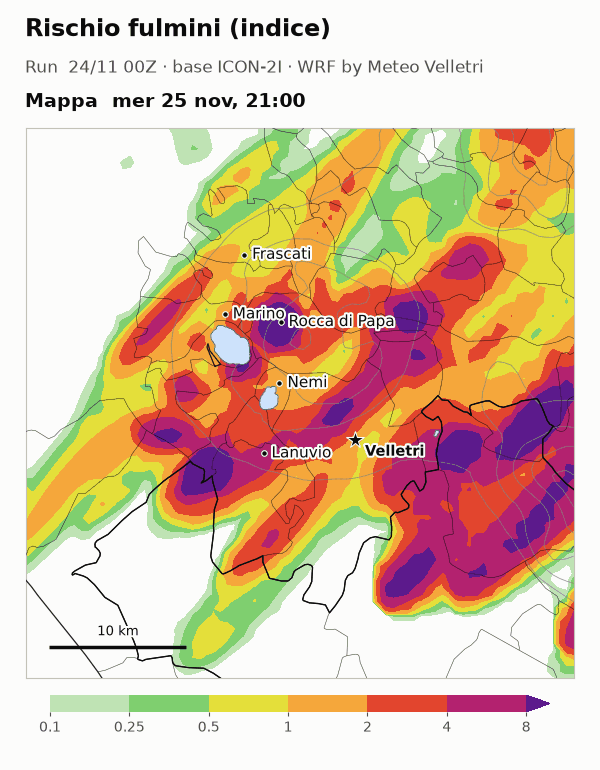 Rischio fulmini (indice)
Run  24/11 00Z · base ICON-2I · WRF by Meteo Velletri
Mappa  mer 25 nov, 21:00
Frascati
Marino
Rocca di Papa
Nemi
Velletri
Lanuvio
10 km
0.1 0.25 0.5 1 2 4 8